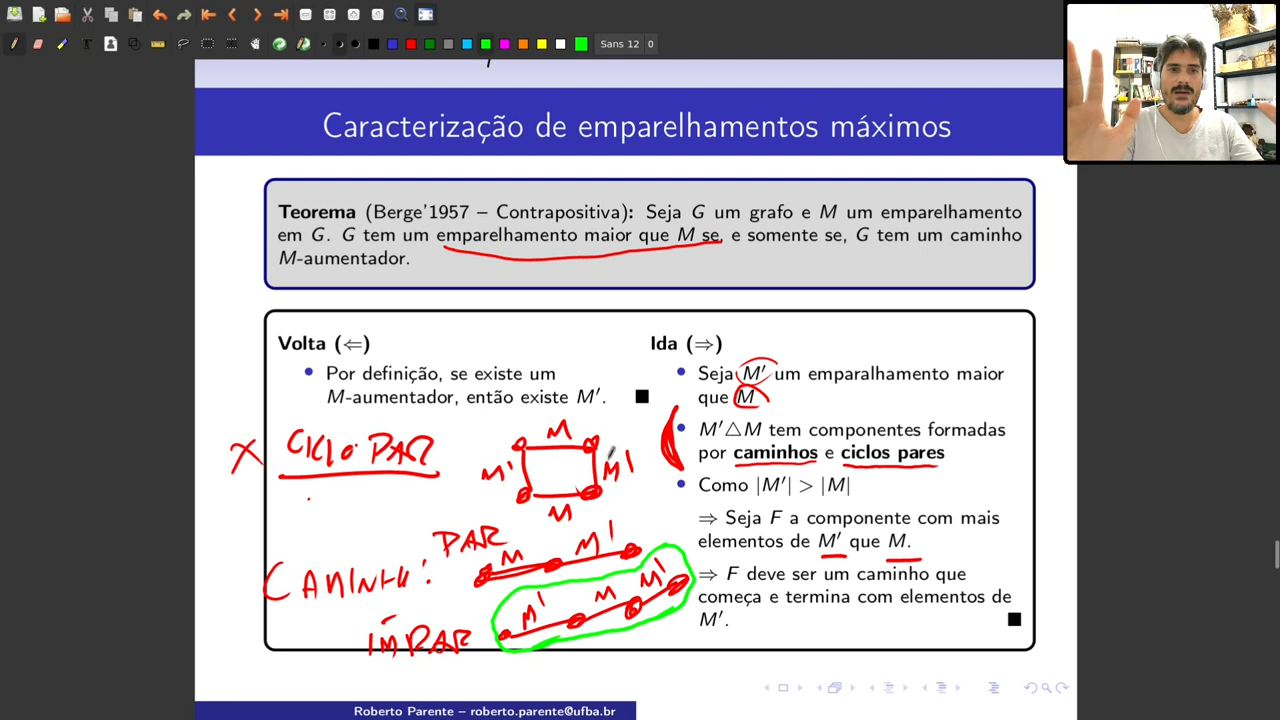 Sans 12 0
Caracterização de emparelhamentos máximos
Teorema (Berge'1957 – Contrapositiva): Seja G um grafo e M um emparelhamento
em G. G tem um emparelhamento maior que M se, e somente se, G tem um caminho
M-aumentador.
Volta (⇐)
• Por definição, se existe um
M-aumentador, então existe M′. ■
X CICLO PAR
M
M' M'
M
PAR
M M'
CAMINHO:
M' M M'
ÍMPAR
Ida (⇒)
• Seja M′ um emparalhamento maior
que M
• M′△M tem componentes formadas
por caminhos e ciclos pares
• Como |M′| > |M|
⇒ Seja F a componente com mais
elementos de M′ que M.
⇒ F deve ser um caminho que
começa e termina com elementos de
M′. ■
Roberto Parente – roberto.parente@ufba.br